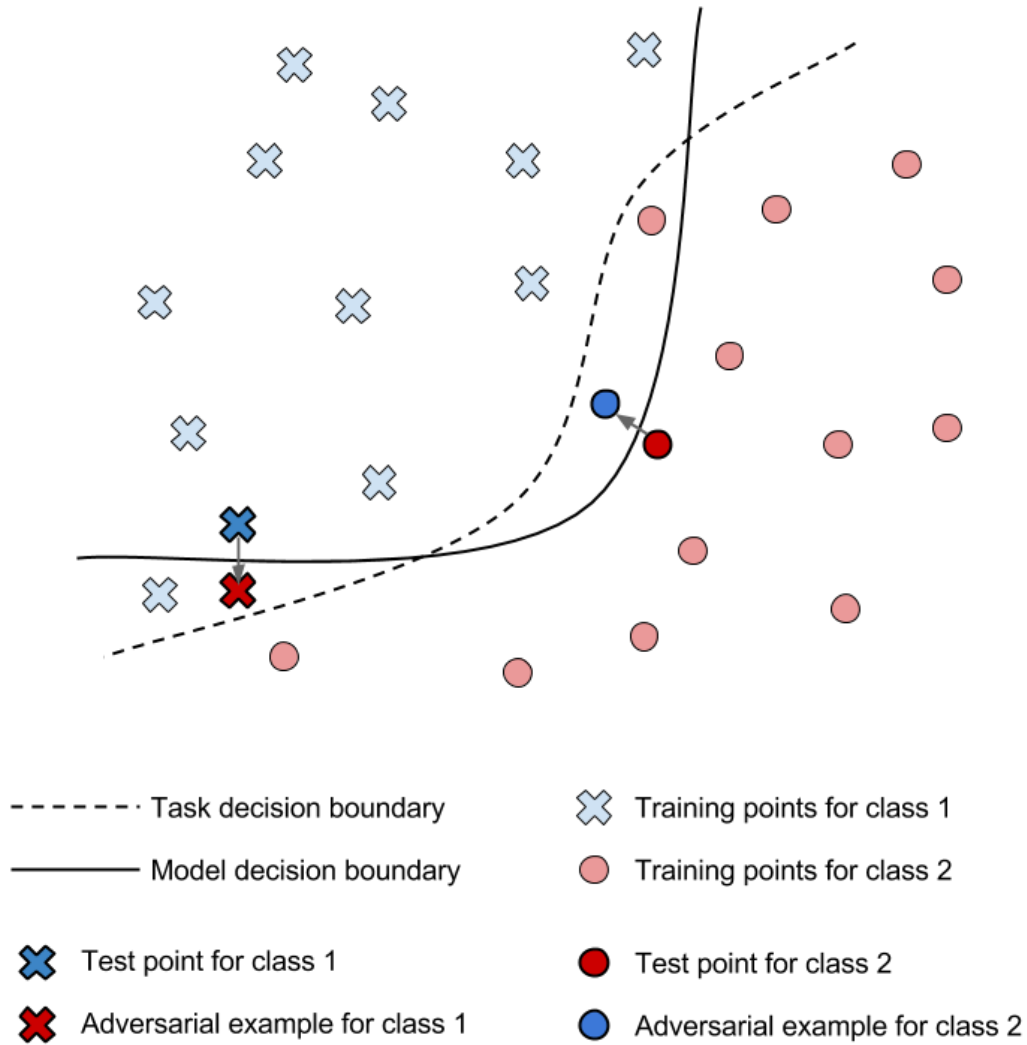 Task decision boundary
Training points for class 1
Model decision boundary
Training points for class 2
Test point for class 1
Test point for class 2
Adversarial example for class 1
Adversarial example for class 2